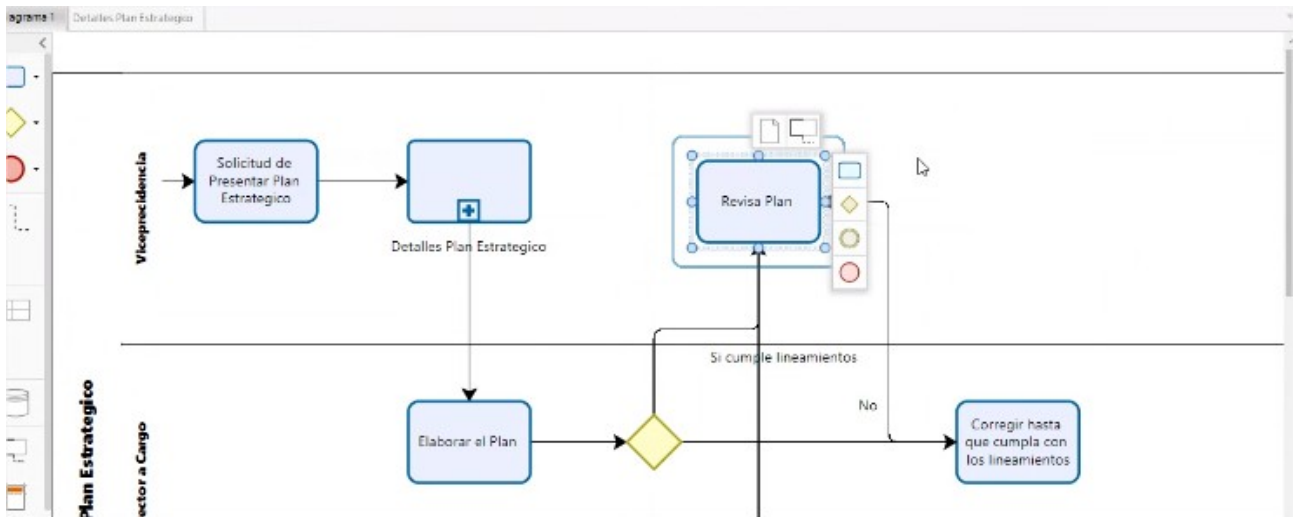 agrama 1
Detalles Plan Estrategico
Viceprecidencia
Solicitud de
Presentar Plan
Estrategico
Detalles Plan Estrategico
Revisa Plan
Si cumple lineamientos
No
Plan Estrategico
ector a Cargo
Elaborar el Plan
Corregir hasta
que cumpla con
los lineamientos